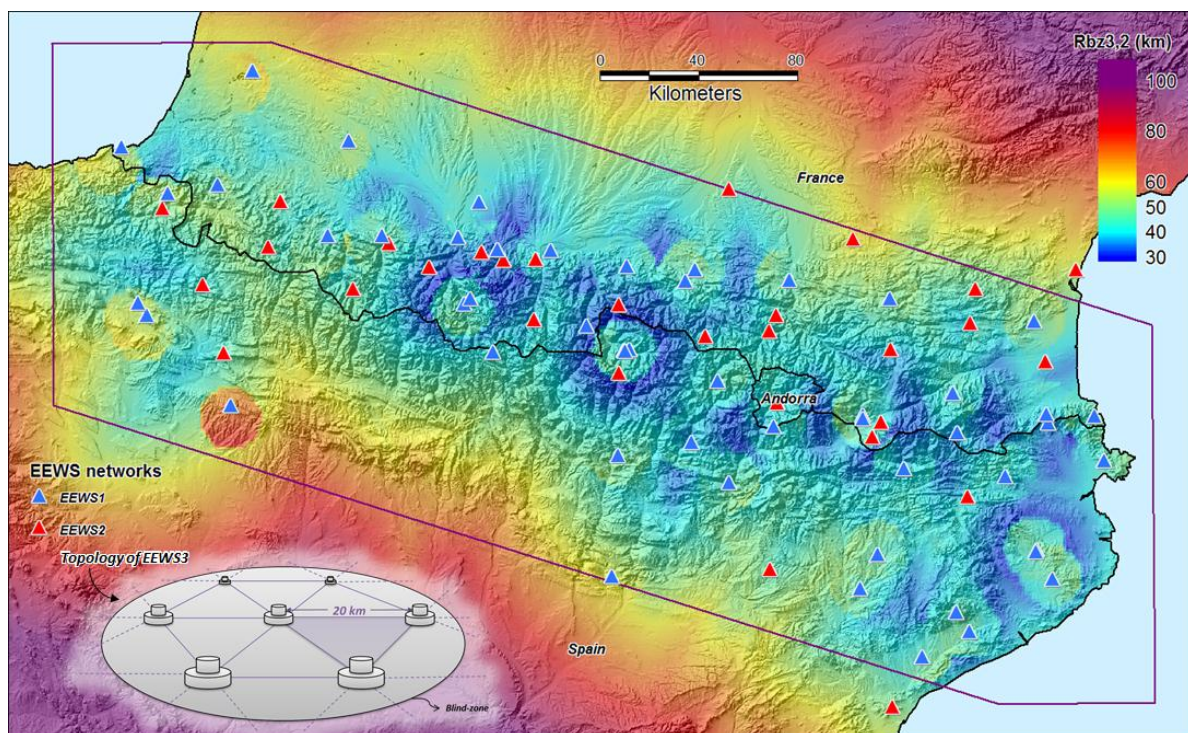 Rbz3,2 (km)
100
80
60
50
40
30
0 40 80
Kilometers
France
Andorra
Spain
EEWS networks
EEWS1
EEWS2
Topology of EEWS3
20 km
Blind-zone